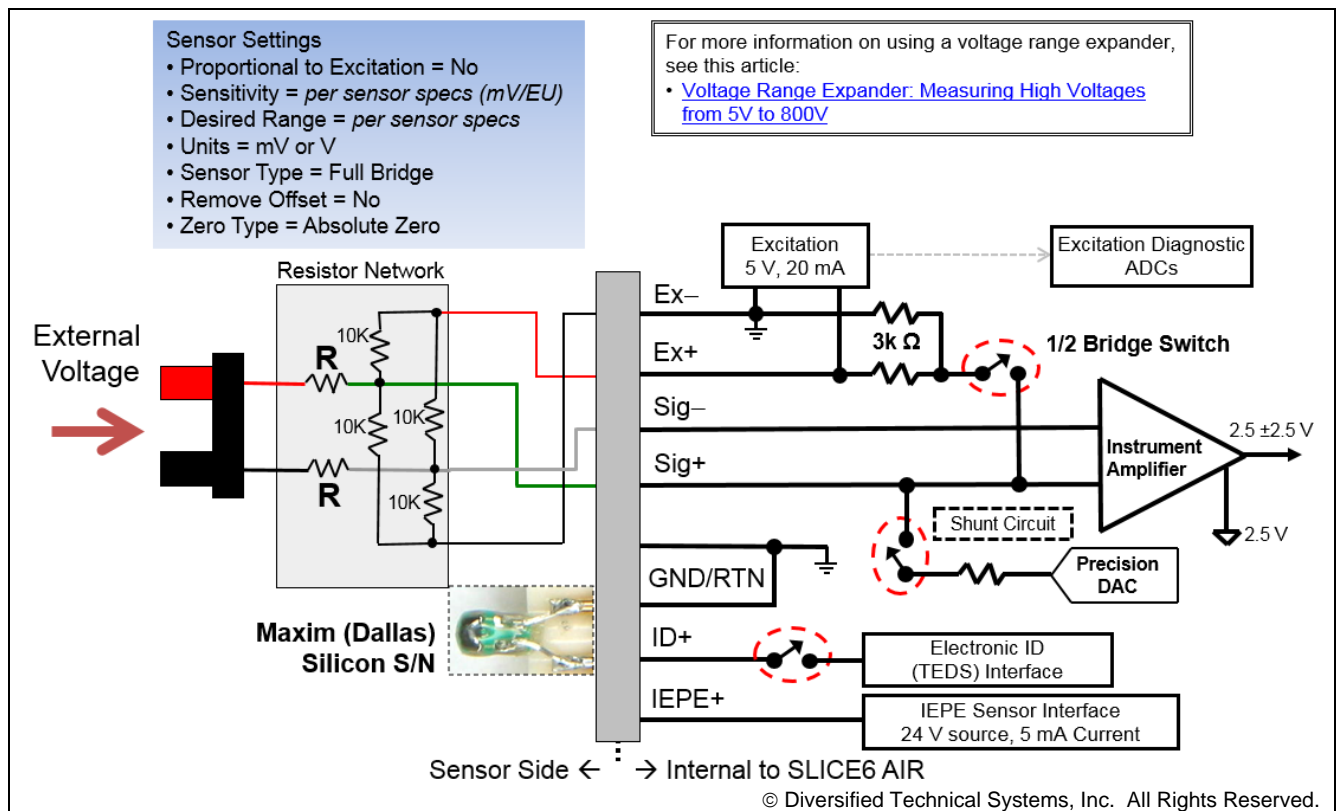 Sensor Settings
• Proportional to Excitation = No
• Sensitivity = per sensor specs (mV/EU)
• Desired Range = per sensor specs
• Units = mV or V
• Sensor Type = Full Bridge
• Remove Offset = No
• Zero Type = Absolute Zero
For more information on using a voltage range expander,
see this article:
• Voltage Range Expander: Measuring High Voltages
from 5V to 800V
Resistor Network
External
Voltage
R
R
10K
10K
10K
10K
Maxim (Dallas)
Silicon S/N
Ex–
Ex+
Sig–
Sig+
GND/RTN
ID+
IEPE+
Excitation
5 V, 20 mA
Excitation Diagnostic
ADCs
3k Ω
1/2 Bridge Switch
Instrument
Amplifier
2.5 ±2.5 V
2.5 V
Shunt Circuit
Precision
DAC
Electronic ID
(TEDS) Interface
IEPE Sensor Interface
24 V source, 5 mA Current
Sensor Side ← → Internal to SLICE6 AIR
© Diversified Technical Systems, Inc. All Rights Reserved.